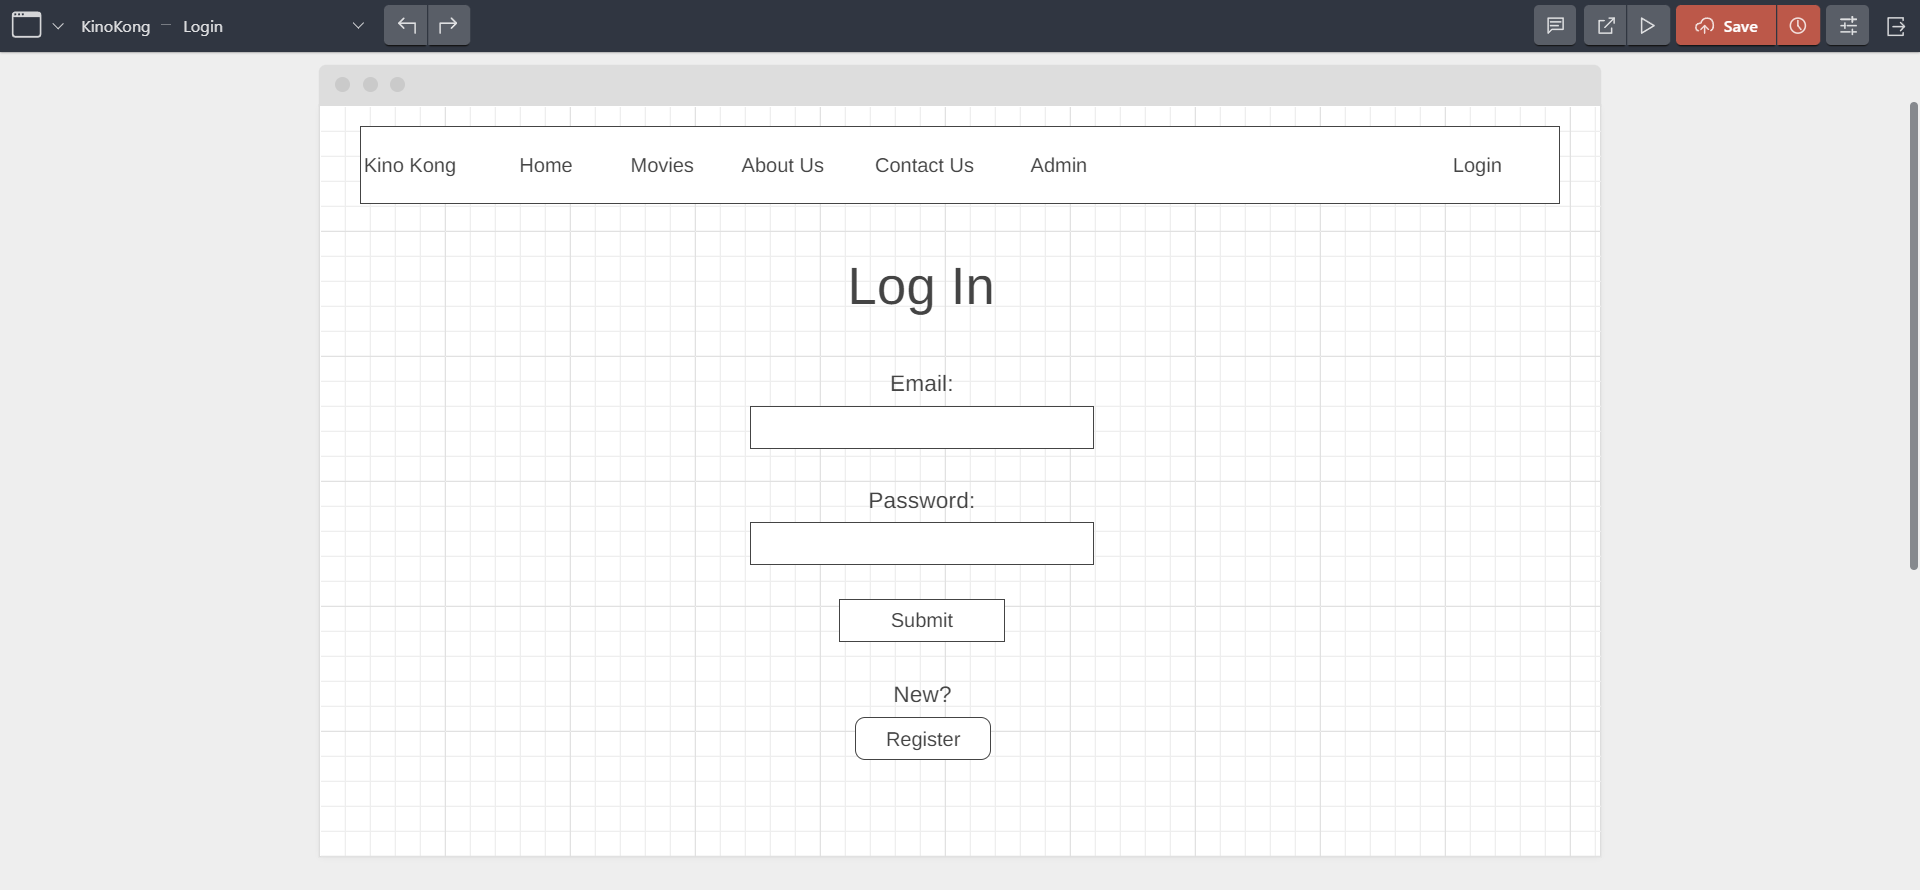 KinoKong — Login
Save
Kino Kong Home Movies About Us Contact Us Admin Login
Log In
Email:
Password:
Submit
New?
Register